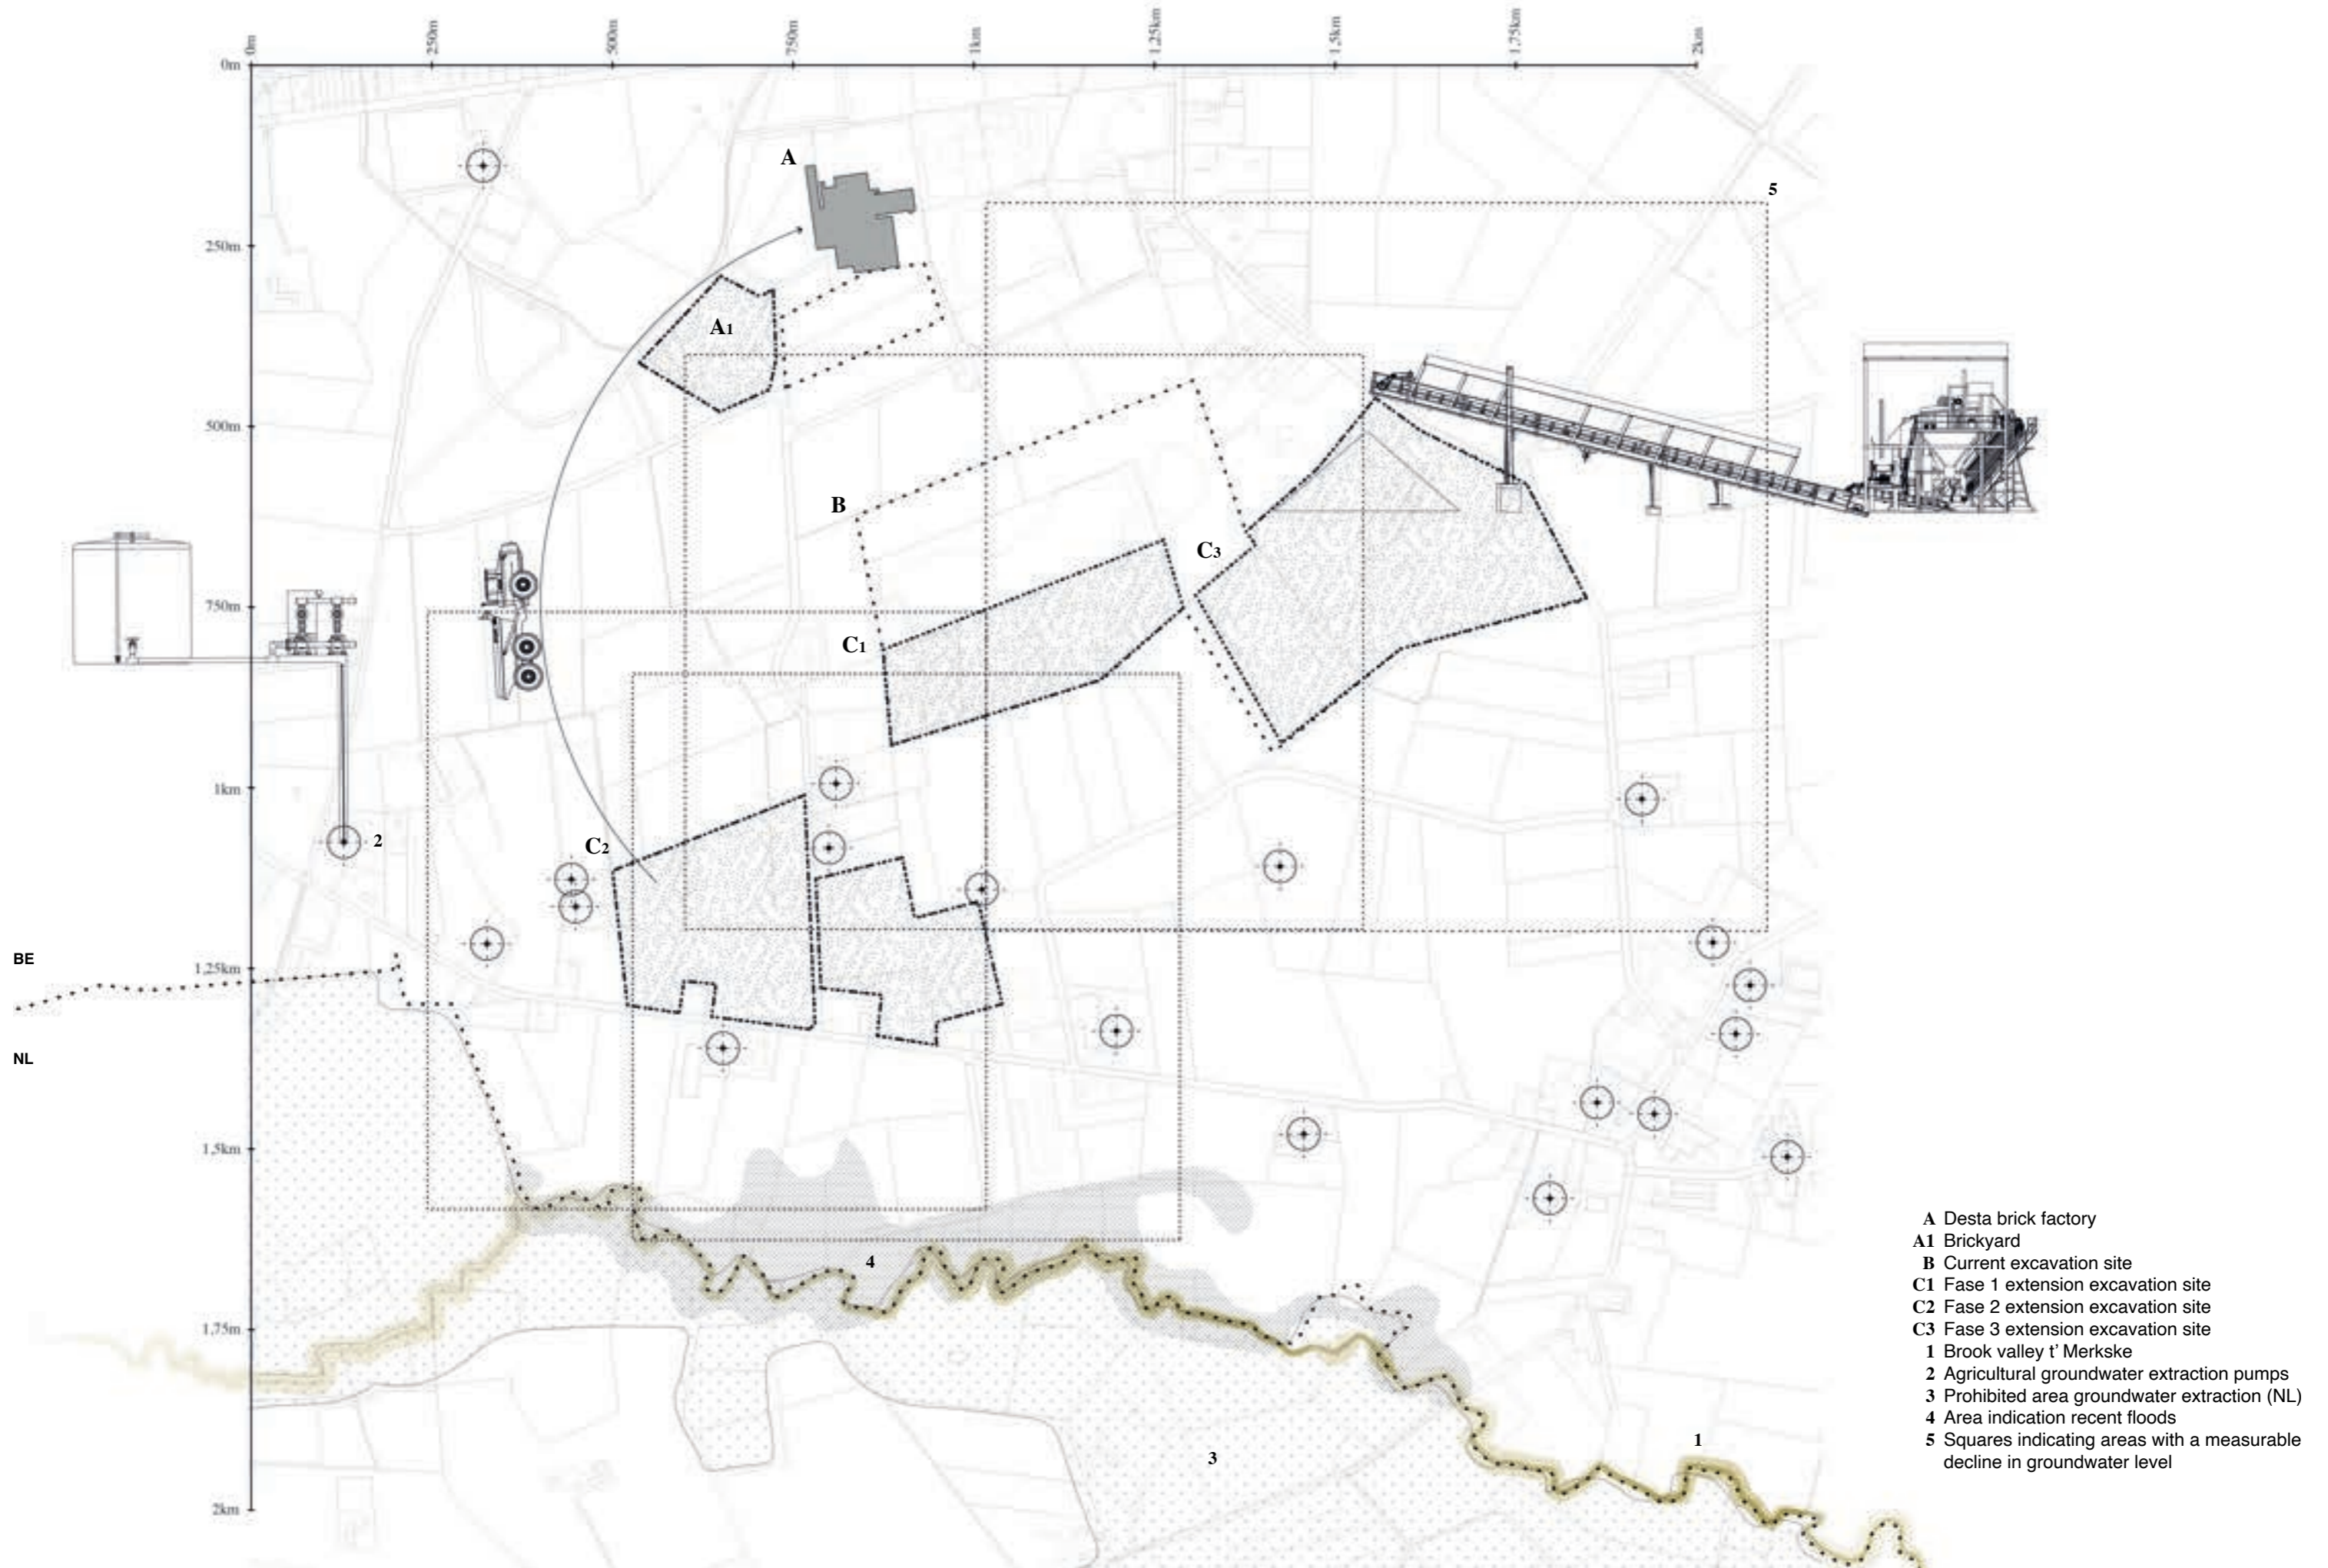 0m
250m
500m
750m
1km
1.25km
1.5km
1.75km
2km
0m
A
5
250m
A1
500m
B
C3
750m
C1
1km
2
C2
BE
1,25km
NL
1,5km
4
1,75m
3
1
2km
A Desta brick factory
A1 Brickyard
B Current excavation site
C1 Fase 1 extension excavation site
C2 Fase 2 extension excavation site
C3 Fase 3 extension excavation site
1 Brook valley t' Merkske
2 Agricultural groundwater extraction pumps
3 Prohibited area groundwater extraction (NL)
4 Area indication recent floods
5 Squares indicating areas with a measurable
decline in groundwater level